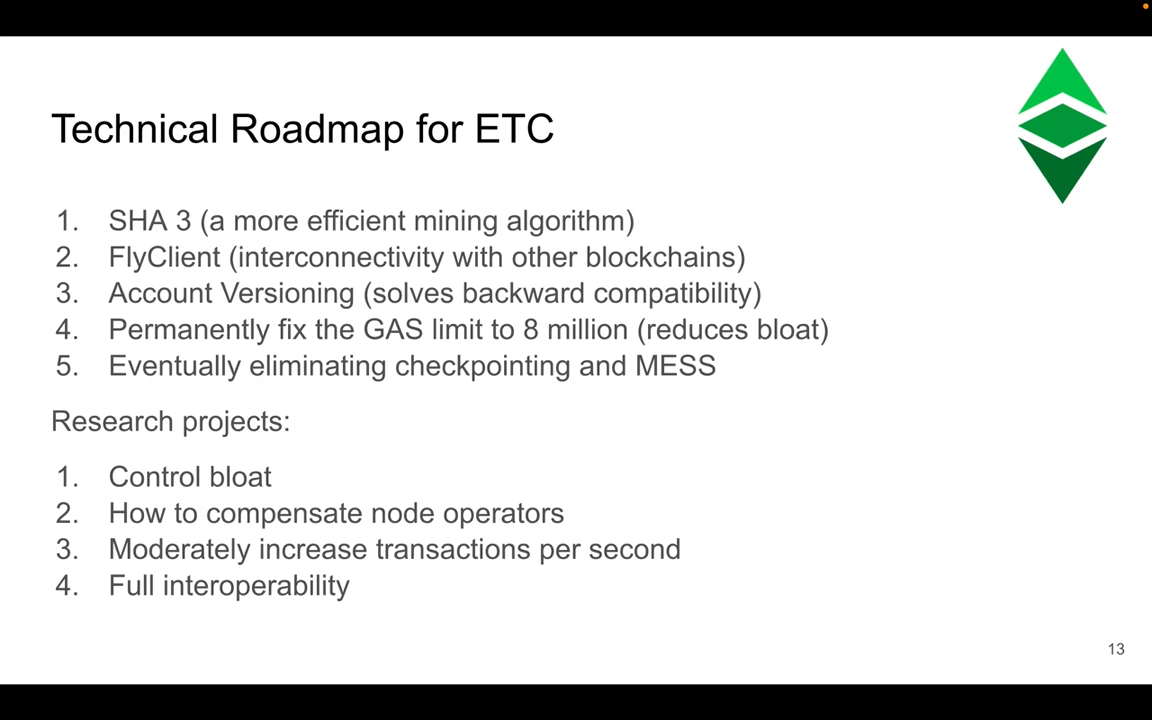 Technical Roadmap for ETC
1. SHA 3 (a more efficient mining algorithm)
2. FlyClient (interconnectivity with other blockchains)
3. Account Versioning (solves backward compatibility)
4. Permanently fix the GAS limit to 8 million (reduces bloat)
5. Eventually eliminating checkpointing and MESS
Research projects:
1. Control bloat
2. How to compensate node operators
3. Moderately increase transactions per second
4. Full interoperability
13